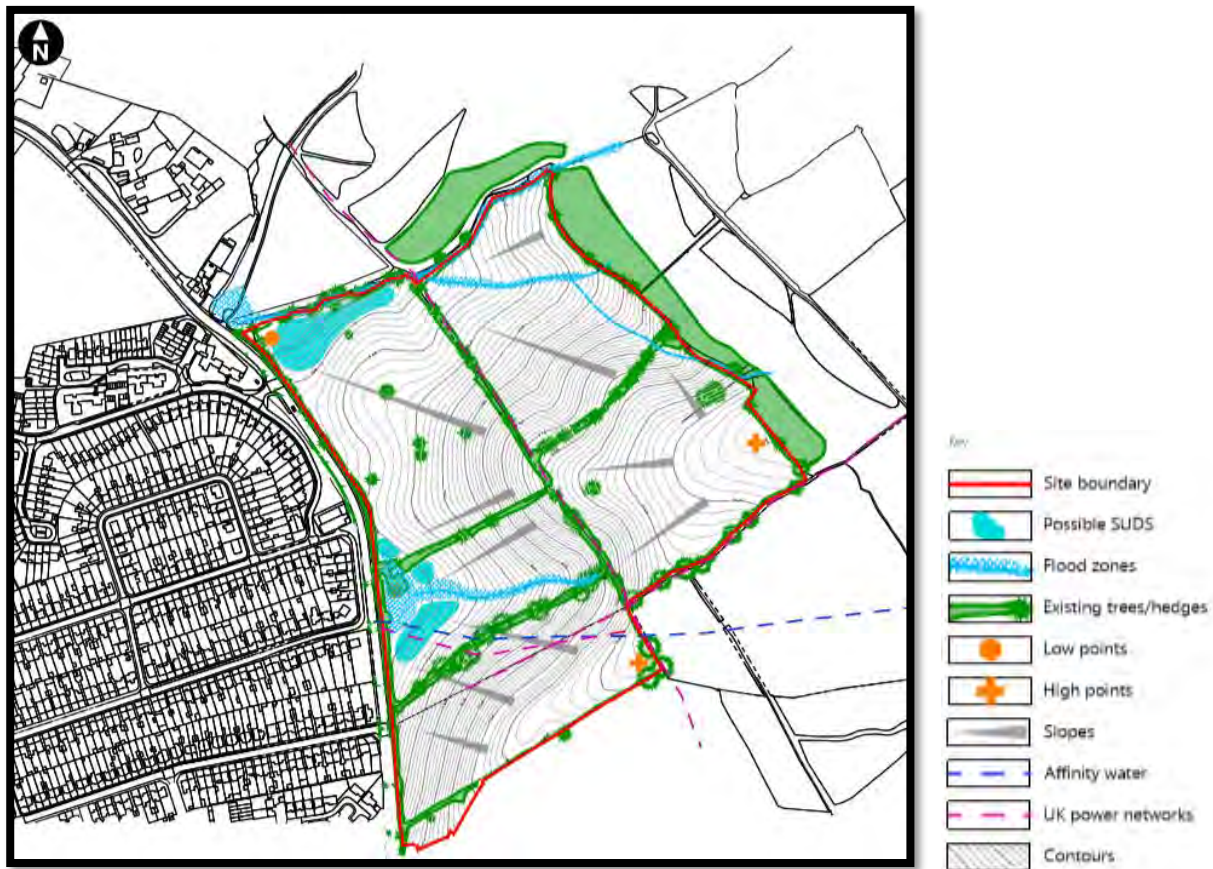 N
Key
Site boundary
Possible SUDS
Flood zones
Existing trees/hedges
Low points
High points
Slopes
Affinity water
UK power networks
Contours